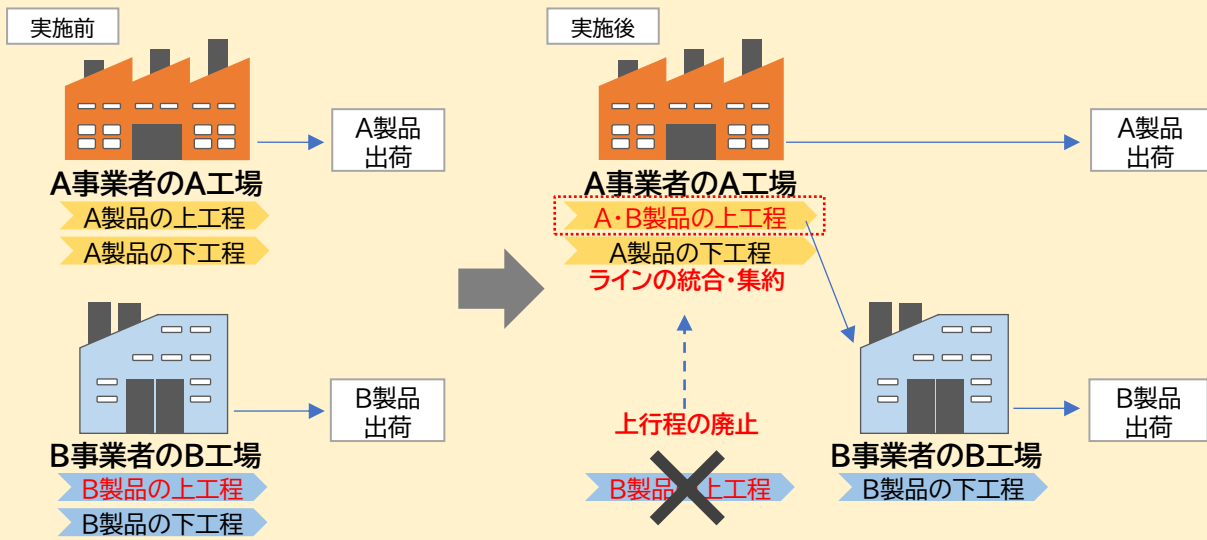 実施前
A製品
出荷
A事業者のA工場
A製品の上工程
A製品の下工程
B製品
出荷
B事業者のB工場
B製品の上工程
B製品の下工程
実施後
A製品
出荷
A事業者のA工場
A・B製品の上工程
A製品の下工程
ラインの統合・集約
上行程の廃止
B製品 上工程
B製品
出荷
B事業者のB工場
B製品の下工程